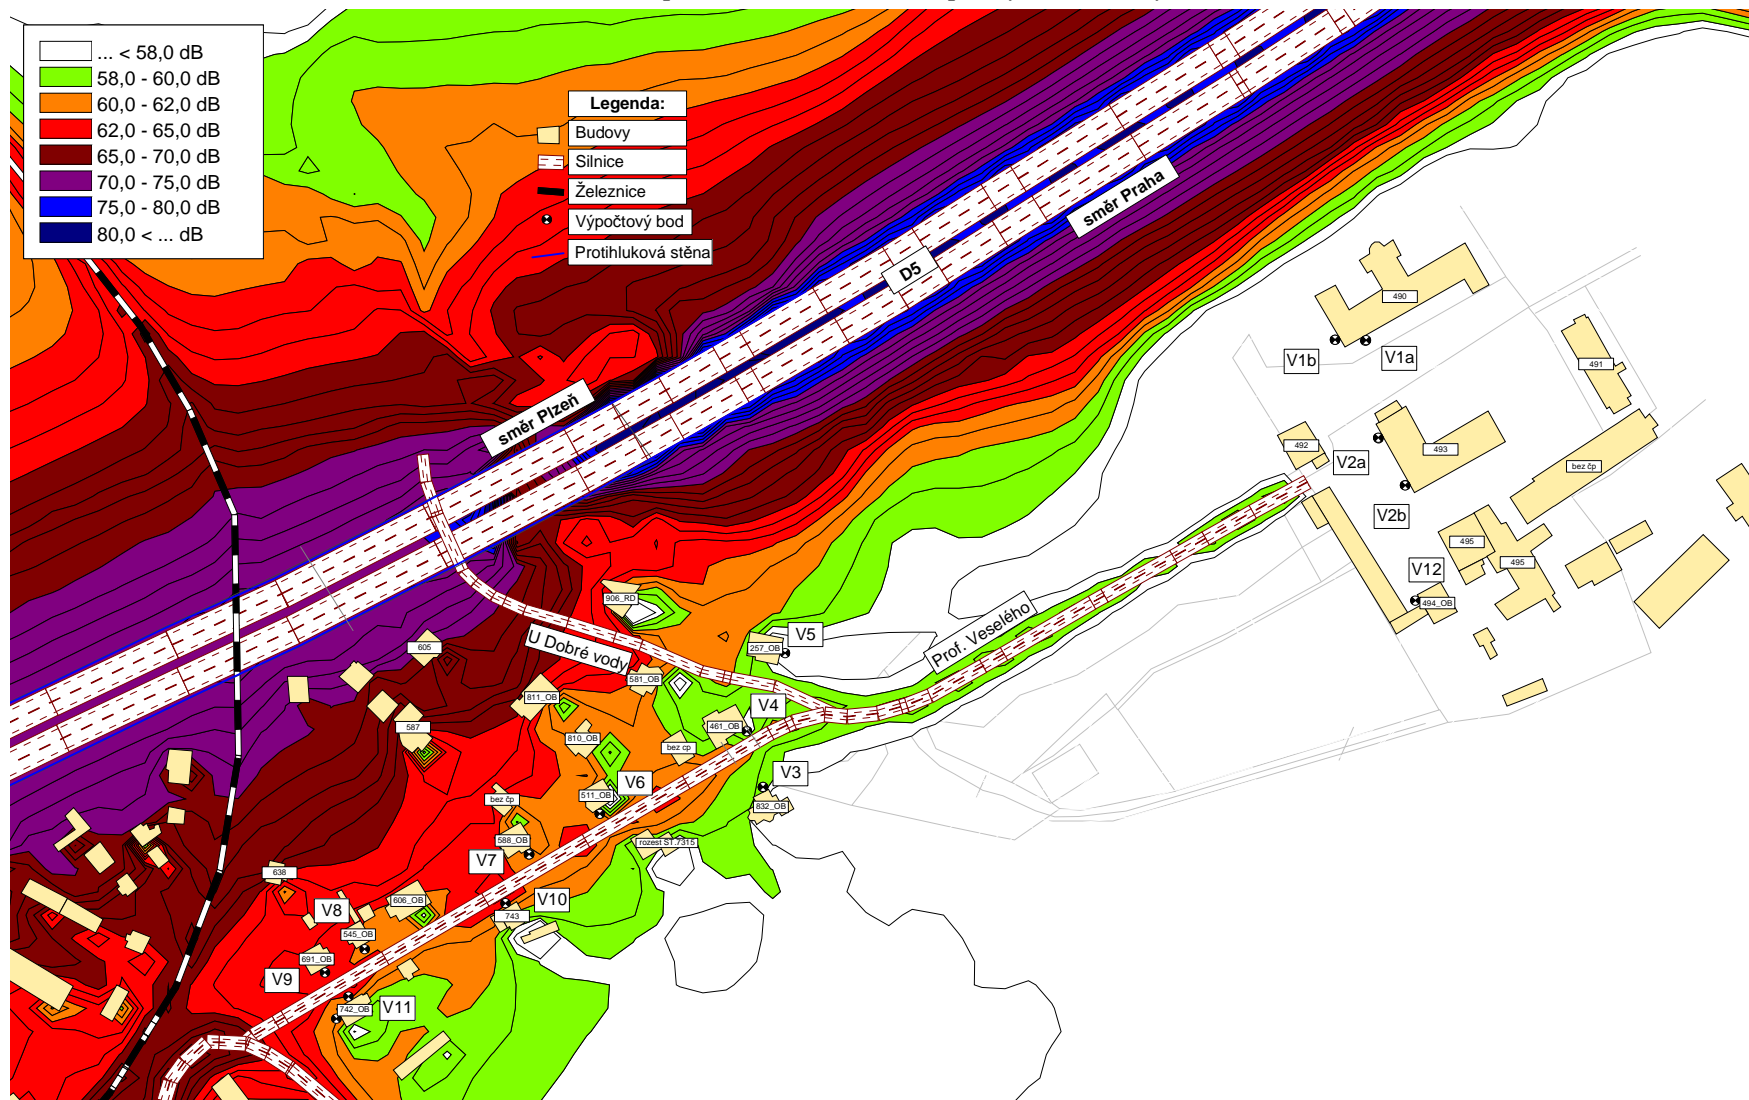 ... < 58,0 dB
58,0 - 60,0 dB
60,0 - 62,0 dB
62,0 - 65,0 dB
65,0 - 70,0 dB
70,0 - 75,0 dB
75,0 - 80,0 dB
80,0 < ... dB
Legenda:
Budovy
Silnice
Železnice
Výpočtový bod
Protihluková stěna
směr Praha
D5
směr Plzeň
490
V1b
V1a
491
492
493
V2a
bez čp
V2b
495
495
V12
494_OB
906_RD
Prof. Veselého
U Dobré vody
V5
257_OB
605
581_OB
811_OB
V4
461_OB
587
810_OB
bez cp
V3
V6
511_OB
bez čp
832_OB
588_OB
rozest ST.7315
V7
638
V10
606_OB
V8
743
545_OB
691_OB
V9
742_OB
V11